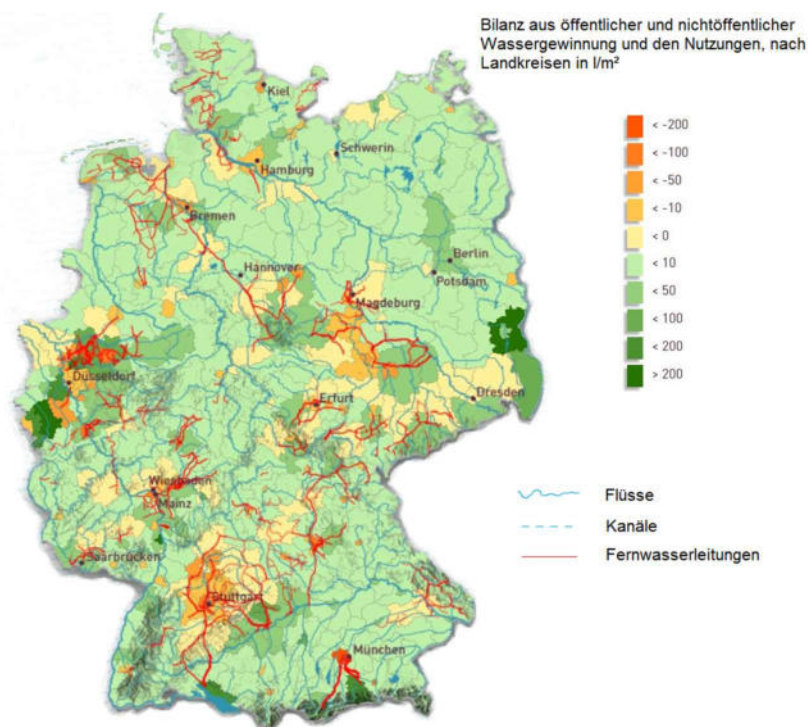 Bilanz aus öffentlicher und nichtöffentlicher
Wassergewinnung und den Nutzungen, nach
Landkreisen in l/m²
Kiel
< -200
< -100
Schwerin
< -50
Hamburg
< -10
Bremen
< 0
Berlin
< 10
Hannover
Potsdam
< 50
Magdeburg
< 100
< 200
> 200
Düsseldorf
Dresden
Erfurt
Wiesbaden
Mainz
Flüsse
Kanäle
Fernwasserleitungen
Saarbrücken
Stuttgart
München